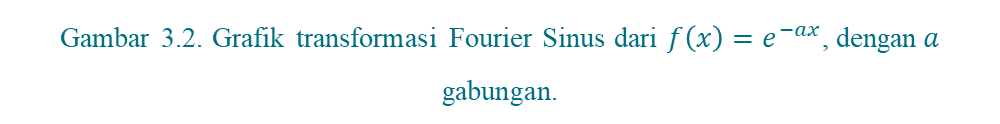 Gambar 3.2. Grafik transformasi Fourier Sinus dari f(x) = e^{-ax}, dengan a
gabungan.